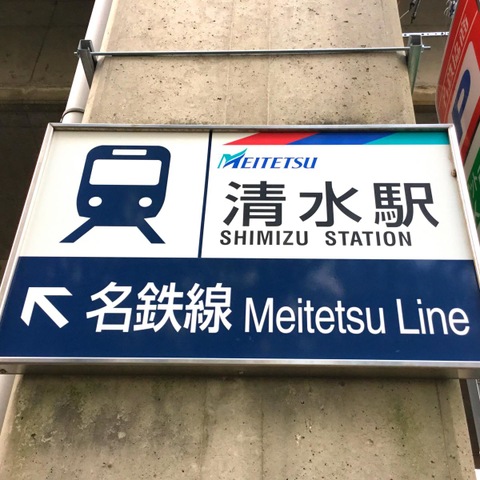 MEITETSU
清水駅
SHIMIZU STATION
名鉄線 Meitetsu Line
P